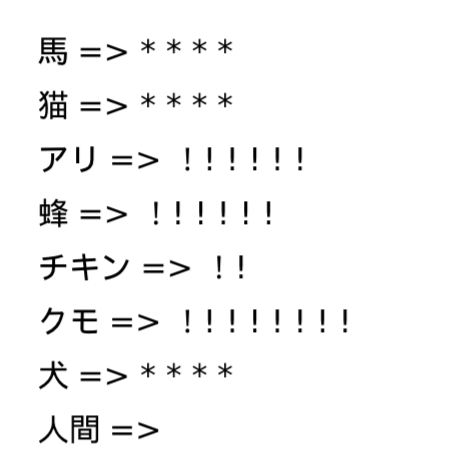 馬 => * * * *
猫 => * * * *
アリ => ! ! ! ! ! !
蜂 => ! ! ! ! ! !
チキン => ! !
クモ => ! ! ! ! ! ! ! !
犬 => * * * *
人間 =>